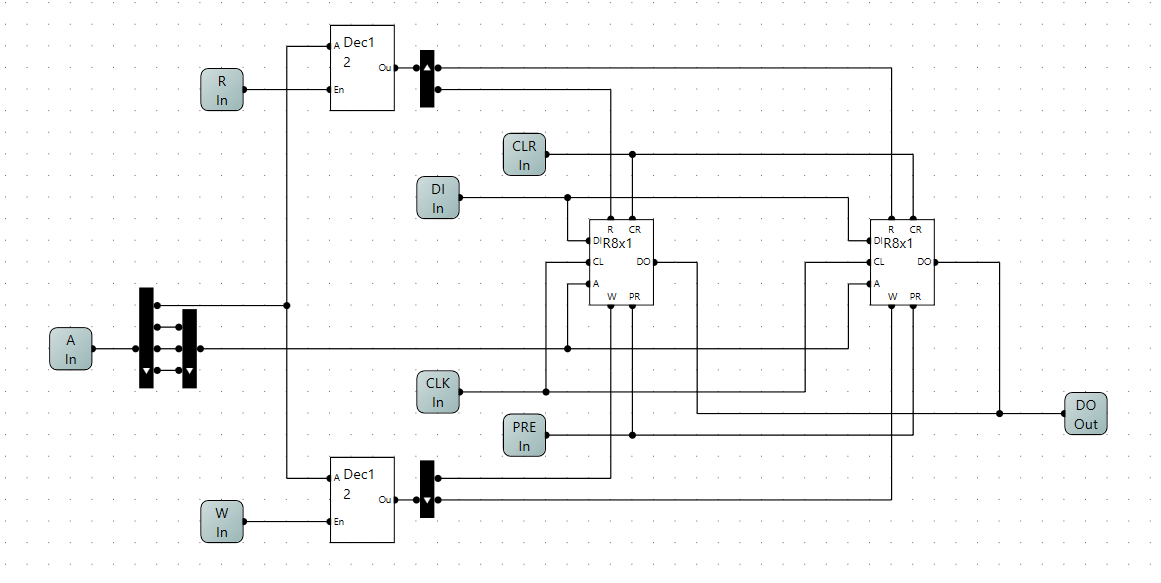 Dec1
2
A
En
Ou
R
In
CLR
In
DI
In
R
CR
DI
R8x1
CL
DO
A
W
PR
R
CR
DI
R8x1
CL
DO
A
W
PR
A
In
CLK
In
PRE
In
DO
Out
Dec1
2
A
Ou
En
W
In